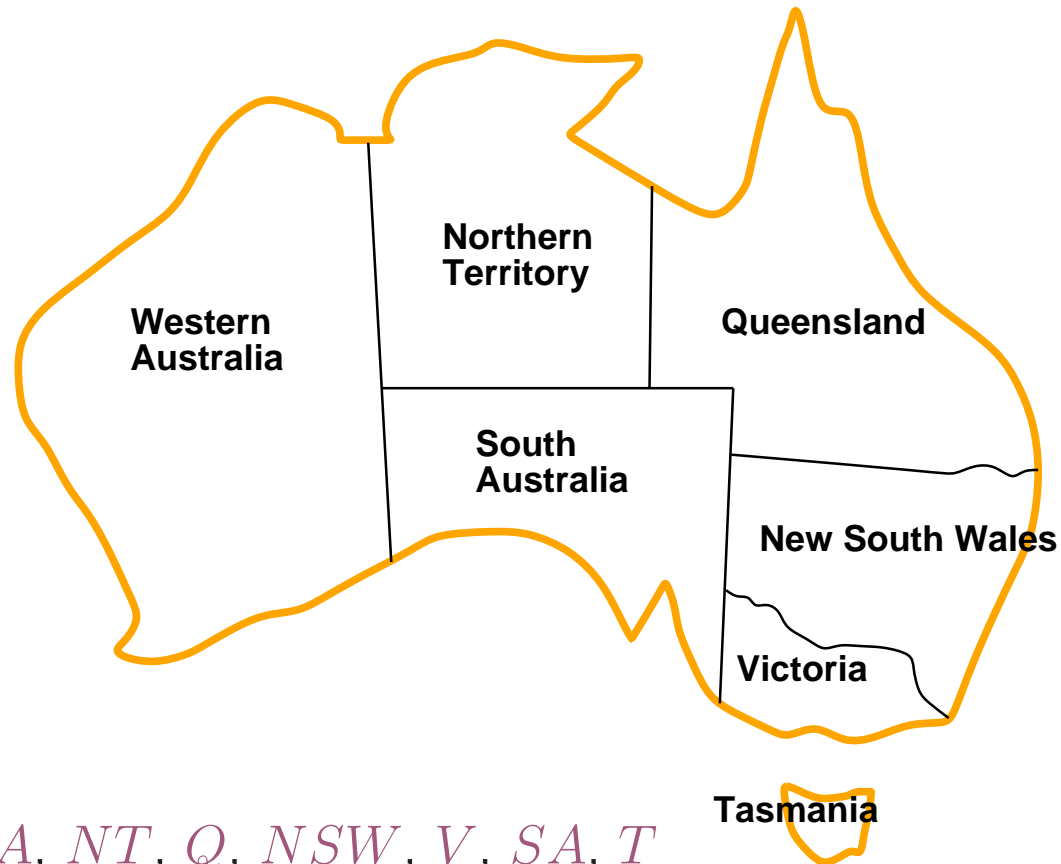 Northern
Territory
Western
Australia
Queensland
South
Australia
New South Wales
Victoria
Tasmania
A, NT, Q, NSW, V, SA, T